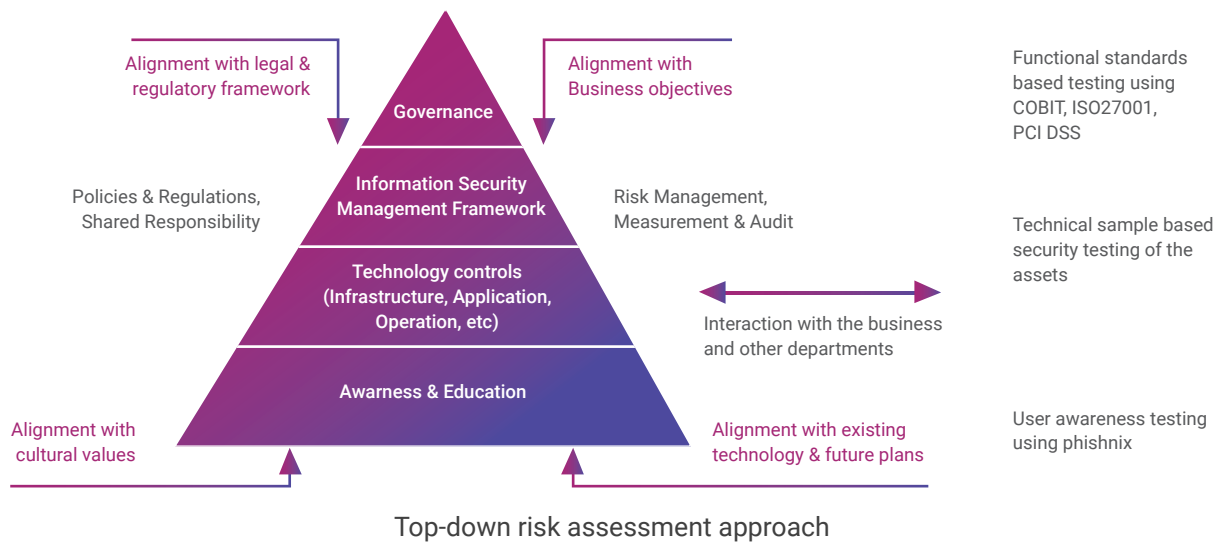 Alignment with legal &
regulatory framework
Alignment with
Business objectives
Functional standards
based testing using
COBIT, ISO27001,
PCI DSS
Governance
Policies & Regulations,
Shared Responsibility
Information Security
Management Framework
Risk Management,
Measurement & Audit
Technical sample based
security testing of the
assets
Technology controls
(Infrastructure, Application,
Operation, etc)
Interaction with the business
and other departments
Awarness & Education
Alignment with
cultural values
Alignment with existing
technology & future plans
User awareness testing
using phishnix
Top-down risk assessment approach